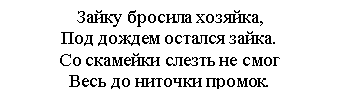 Зайку бросила хозяйка,
Под дождем остался зайка.
Со скамейки слезть не смог
Весь до ниточки промок.